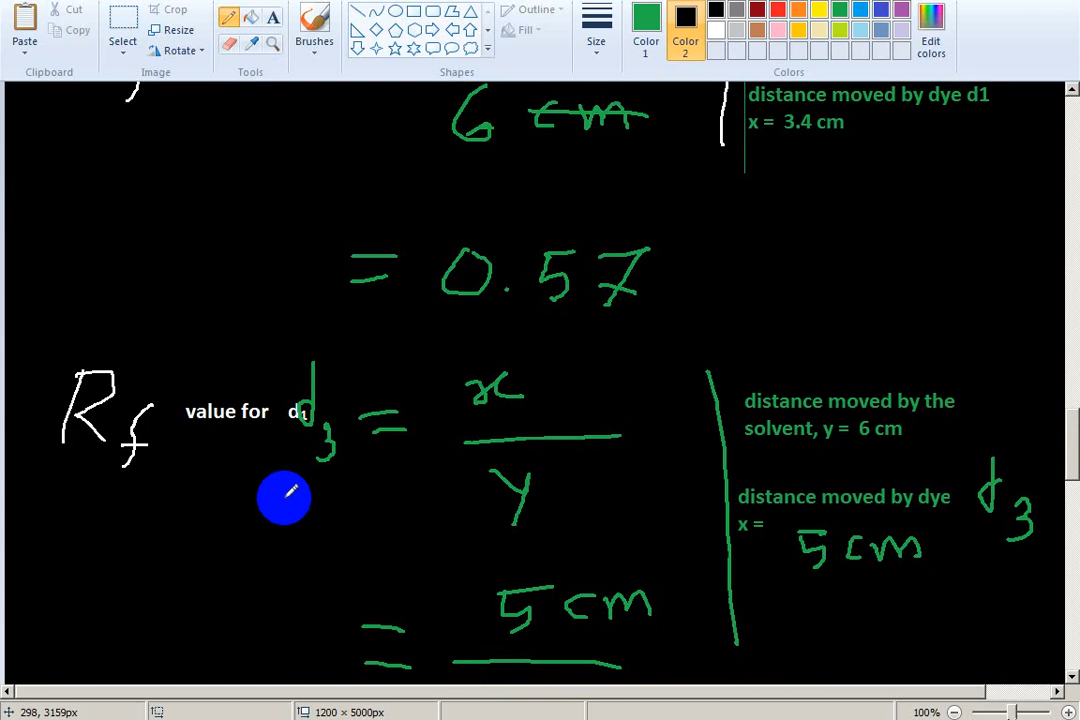 Paste
Cut
Copy
Clipboard
Select
Crop
Resize
Rotate
Image
A
Tools
Brushes
Outline
Fill
Shapes
Size
Color
1
Color
2
Edit
colors
Colors
6 cm
distance moved by dye d1
x = 3.4 cm
= 0.57
Rf value for d1 d3 = x
y
distance moved by the
solvent, y = 6 cm
distance moved by dye d3
x = 5 cm
= 5 cm
298, 3159px
1200 × 5000px
100%